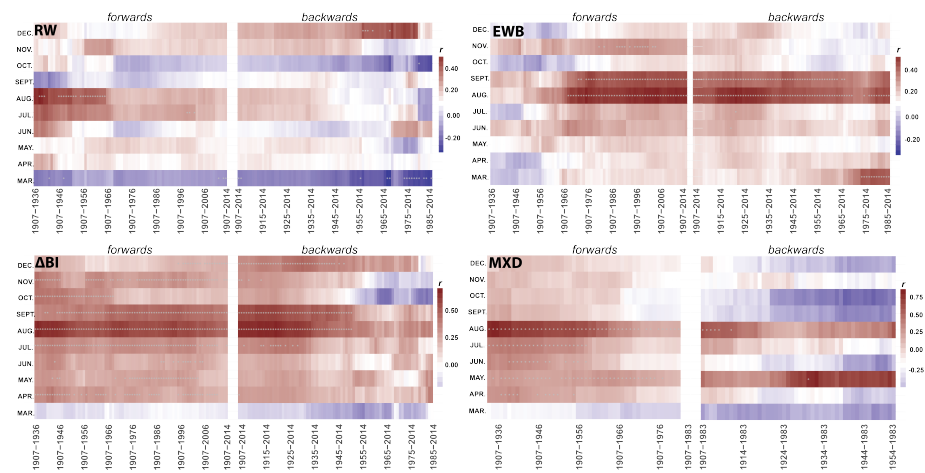 forwards backwards
RW
DEC.
NOV.
OCT.
SEPT.
AUG.
JUL.
JUN.
MAY.
APR.
MAR
r
0.40
0.20
0.00
-0.20
1907−1936
1907−1946
1907−1956
1907−1966
1907−1976
1907−1986
1907−1996
1907−2006
1907−2014
1907−2014
1915−2014
1925−2014
1935−2014
1945−2014
1955−2014
1965−2014
1975−2014
1985−2014
forwards backwards
EWB
DEC.
NOV.
OCT.
SEPT.
AUG.
JUL.
JUN.
MAY.
APR.
MAR.
r
0.40
0.20
0.00
-0.20
1907−1936
1907−1946
1907−1956
1907−1966
1907−1976
1907−1986
1907−1996
1907−2006
1907−2014
1907−2014
1915−2014
1925−2014
1935−2014
1945−2014
1955−2014
1965−2014
1975−2014
1985−2014
forwards backwards
ΔBI
DEC.
NOV.
OCT.
SEPT.
AUG.
JUL.
JUN.
MAY.
APR.
MAR.
r
0.50
0.25
0.00
1907−1936
1907−1946
1907−1956
1907−1966
1907−1976
1907−1986
1907−1996
1907−2006
1907−2014
1907−2014
1915−2014
1925−2014
1935−2014
1945−2014
1955−2014
1965−2014
1975−2014
1985−2014
forwards backwards
MXD
DEC.
NOV.
OCT.
SEPT.
AUG.
JUL.
JUN.
MAY.
APR.
MAR.
r
0.75
0.50
0.25
0.00
-0.25
1907−1936
1907−1946
1907−1956
1907−1966
1907−1976
1907−1983
1907−1983
1914−1983
1924−1983
1934−1983
1944−1983
1954−1983